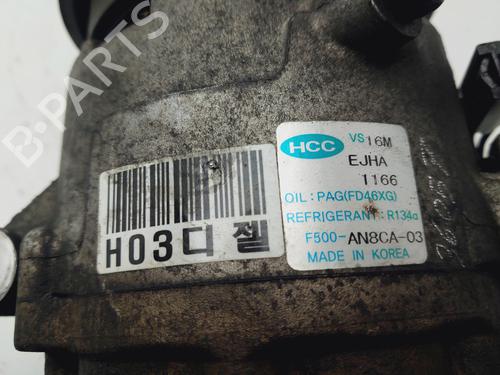 HCC VS16M
EJHA
1166
OIL : PAG(FD46XG)
REFRIGERANT : R134a
F500-AN8CA-03
MADE IN KOREA
H03디젤
B-PARTS